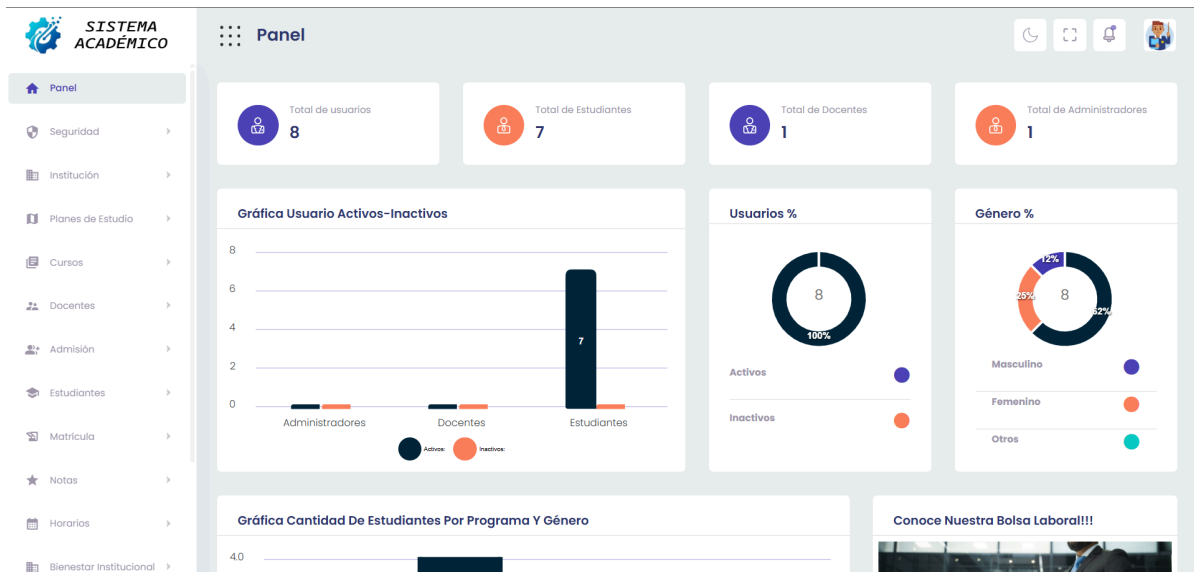 SISTEMA
ACADÉMICO
Panel
Panel
Seguridad
Institución
Planes de Estudio
Cursos
Docentes
Admisión
Estudiantes
Matrícula
Notas
Horarios
Bienestar Institucional
Total de usuarios
8
Total de Estudiantes
7
Total de Docentes
1
Total de Administradores
1
Gráfica Usuario Activos-Inactivos
8
6
4
2
0
7
Administradores Docentes Estudiantes
Activos: Inactivos:
Usuarios %
8
100%
Activos
Inactivos
Género %
12%
25%
8
62%
Masculino
Femenino
Otros
Gráfica Cantidad De Estudiantes Por Programa Y Género
4.0
Conoce Nuestra Bolsa Laboral!!!